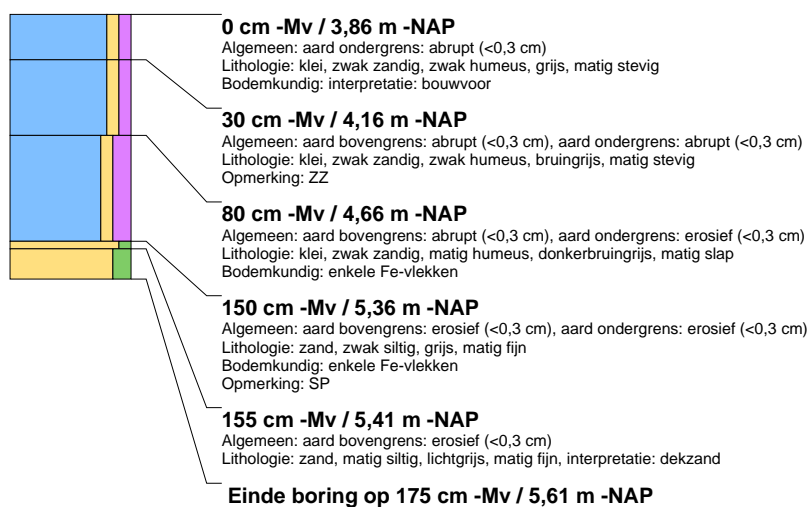 0 cm -Mv / 3,86 m -NAP
Algemeen: aard ondergrens: abrupt (<0,3 cm)
Lithologie: klei, zwak zandig, zwak humeus, grijs, matig stevig
Bodemkundig: interpretatie: bouwvoor
30 cm -Mv / 4,16 m -NAP
Algemeen: aard bovengrens: abrupt (<0,3 cm), aard ondergrens: abrupt (<0,3 cm)
Lithologie: klei, zwak zandig, zwak humeus, bruingrijs, matig stevig
Opmerking: ZZ
80 cm -Mv / 4,66 m -NAP
Algemeen: aard bovengrens: abrupt (<0,3 cm), aard ondergrens: erosief (<0,3 cm)
Lithologie: klei, zwak zandig, matig humeus, donkerbruingrijs, matig slap
Bodemkundig: enkele Fe-vlekken
150 cm -Mv / 5,36 m -NAP
Algemeen: aard bovengrens: erosief (<0,3 cm), aard ondergrens: erosief (<0,3 cm)
Lithologie: zand, zwak siltig, grijs, matig fijn
Bodemkundig: enkele Fe-vlekken
Opmerking: SP
155 cm -Mv / 5,41 m -NAP
Algemeen: aard bovengrens: erosief (<0,3 cm)
Lithologie: zand, matig siltig, lichtgrijs, matig fijn, interpretatie: dekzand
Einde boring op 175 cm -Mv / 5,61 m -NAP